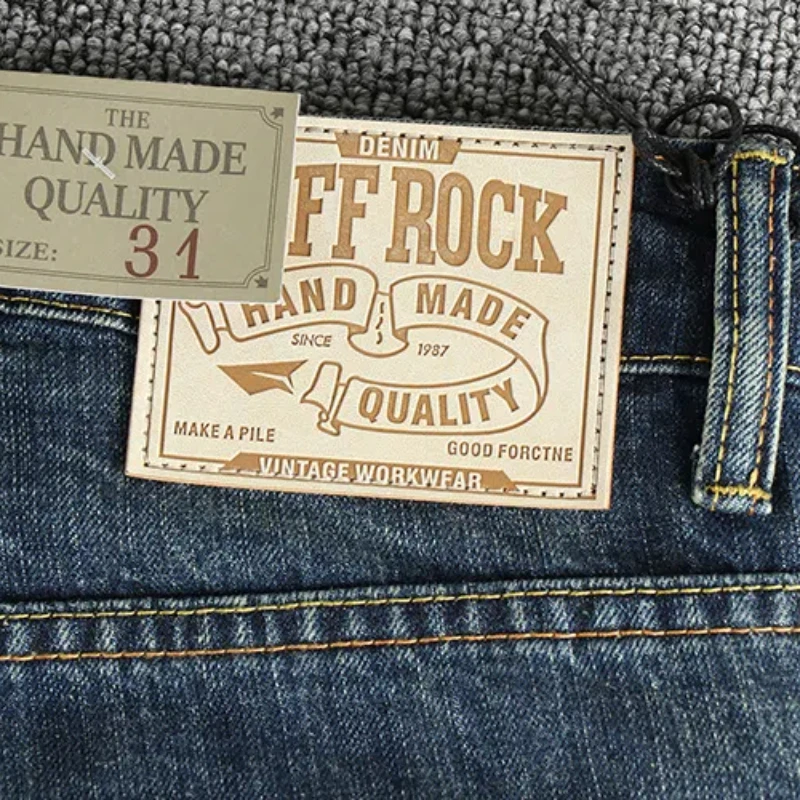 THE
HAND MADE
QUALITY
SIZE: 31
DENIM
FF ROCK
HAND MADE
SINCE 1987
QUALITY
MAKE A PILE
GOOD FORCTNE
VINTAGE WORKWEAR